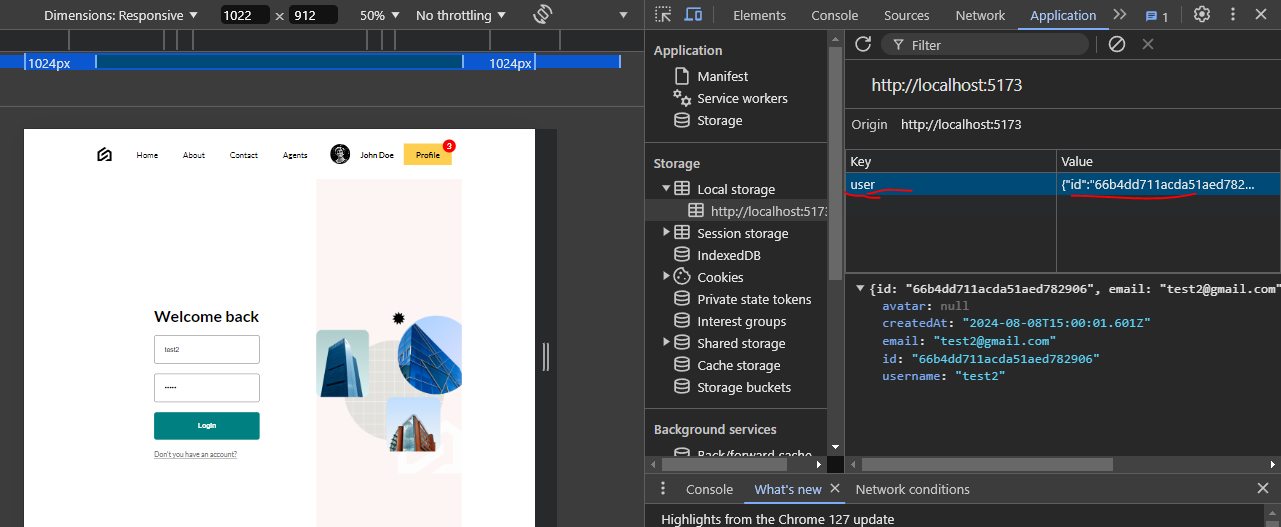 Dimensions: Responsive 1022 × 912 50% No throttling
Elements Console Sources Network Application 1
1024px 1024px
Home About Contact Agents John Doe Profile 3
Welcome back
test2
•••••
Login
Don't you have an account?
Application
Manifest
Service workers
Storage
Storage
Local storage
http://localhost:5173
Session storage
IndexedDB
Cookies
Private state tokens
Interest groups
Shared storage
Cache storage
Storage buckets
Background services
Back/forward cache
Filter
http://localhost:5173
Origin http://localhost:5173
Key Value
user {"id":"66b4dd711acda51aed782...
{id: "66b4dd711acda51aed782906", email: "test2@gmail.com"
avatar: null
createdAt: "2024-08-08T15:00:01.601Z"
email: "test2@gmail.com"
id: "66b4dd711acda51aed782906"
username: "test2"
Console What's new Network conditions
Highlights from the Chrome 127 update